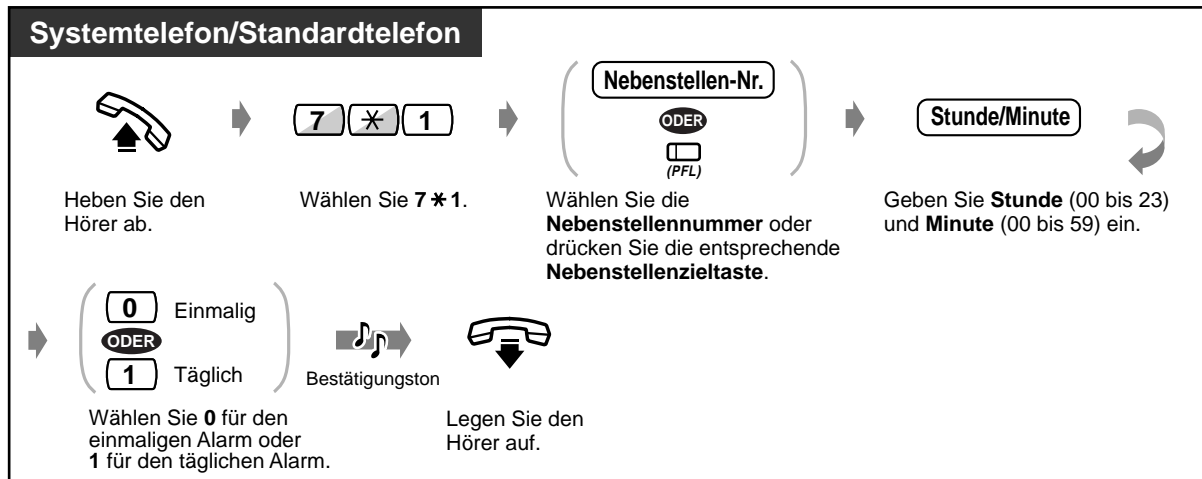 Systemtelefon/Standardtelefon
7 * 1
Nebenstellen-Nr.
ODER
(PFL)
Stunde/Minute
Heben Sie den
Hörer ab.
Wählen Sie 7 * 1.
Wählen Sie die
Nebenstellennummer oder
drücken Sie die entsprechende
Nebenstellenzieltaste.
Geben Sie Stunde (00 bis 23)
und Minute (00 bis 59) ein.
0 Einmalig
ODER
1 Täglich
Bestätigungston
Wählen Sie 0 für den
einmaligen Alarm oder
1 für den täglichen Alarm.
Legen Sie den
Hörer auf.